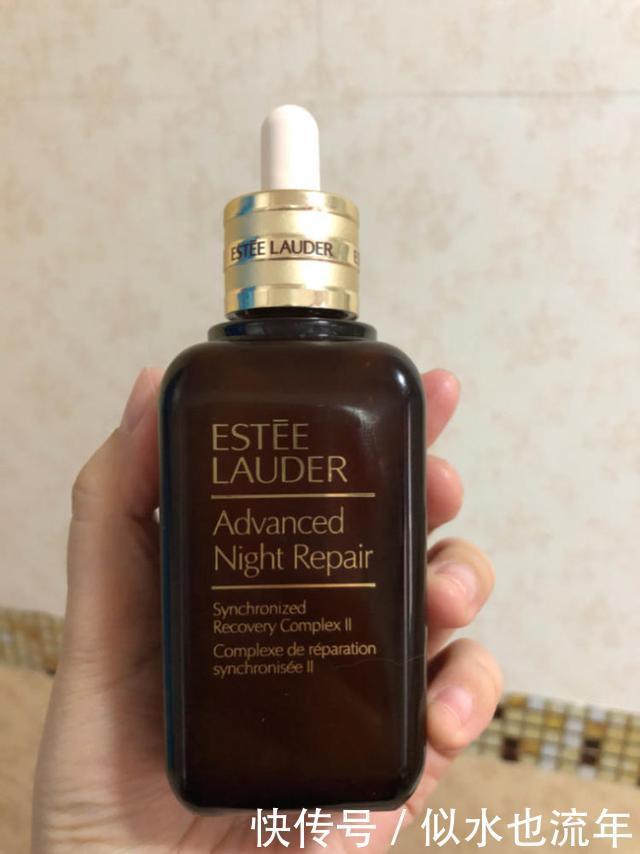 ESTĒE LAUDER
ESTĒE
LAUDER
Advanced
Night Repair
Synchronized
Recovery Complex II
Complexe de réparation
synchronisée II
快传号 / 似水也流年